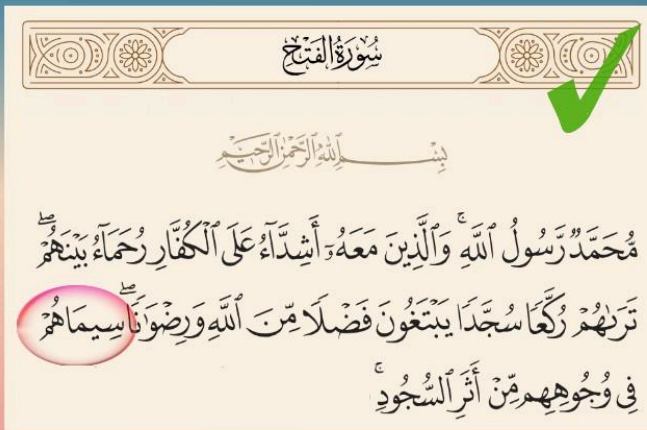 سُورَةُ الفَتْحِ
بِسْمِ ٱللَّهِ ٱلرَّحْمَٰنِ ٱلرَّحِيمِ
مُّحَمَّدٌ رَّسُولُ ٱللَّهِۚ وَٱلَّذِينَ مَعَهُۥٓ أَشِدَّآءُ عَلَى ٱلْكُفَّارِ رُحَمَآءُ بَيْنَهُمْۖ
تَرَىٰهُمْ رُكَّعًا سُجَّدًا يَبْتَغُونَ فَضْلًا مِّنَ ٱللَّهِ وَرِضْوَٰنًاۖ سِيمَاهُمْ
فِى وُجُوهِهِم مِّنْ أَثَرِ ٱلسُّجُودِۚ